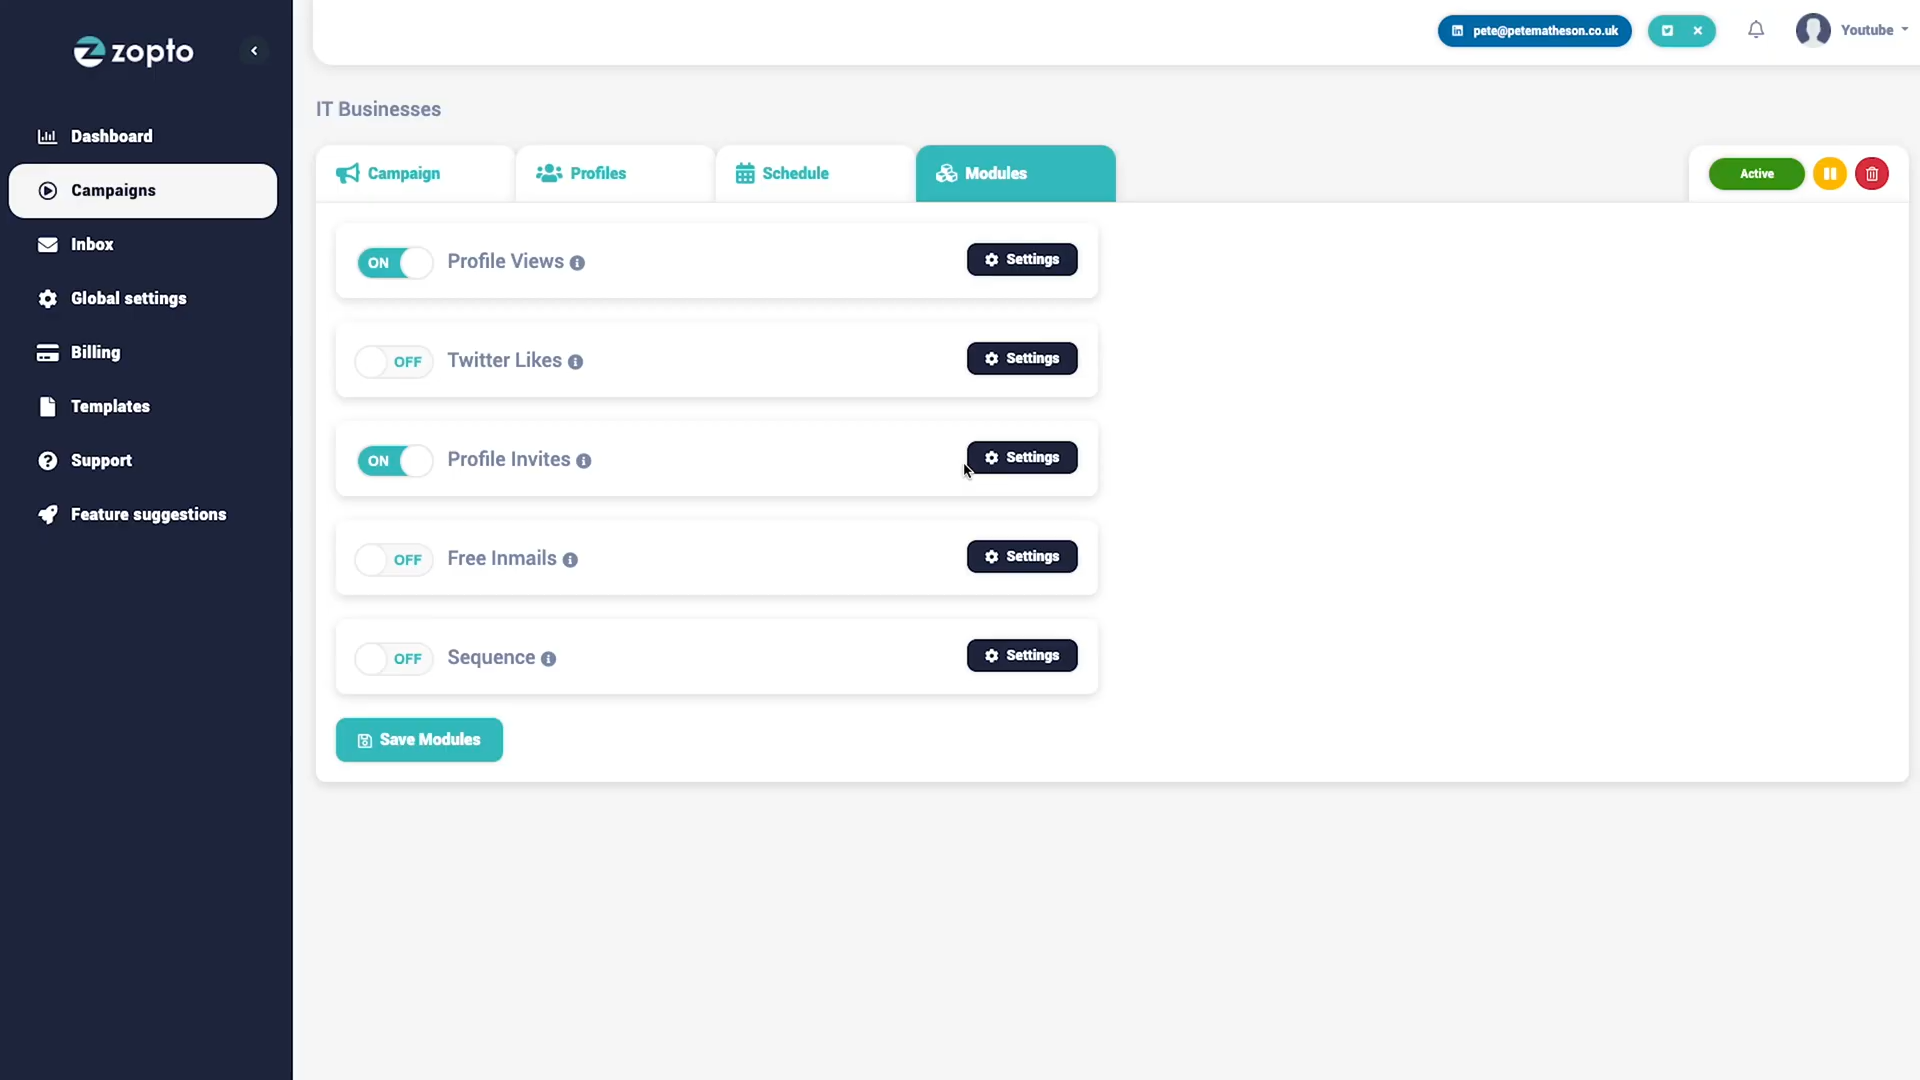 zopto
pete@petematheson.co.uk
Youtube
Dashboard
Campaigns
Inbox
Global settings
Billing
Templates
Support
Feature suggestions
IT Businesses
Campaign
Profiles
Schedule
Modules
Active
ON Profile Views Settings
OFF Twitter Likes Settings
ON Profile Invites Settings
OFF Free Inmails Settings
OFF Sequence Settings
Save Modules